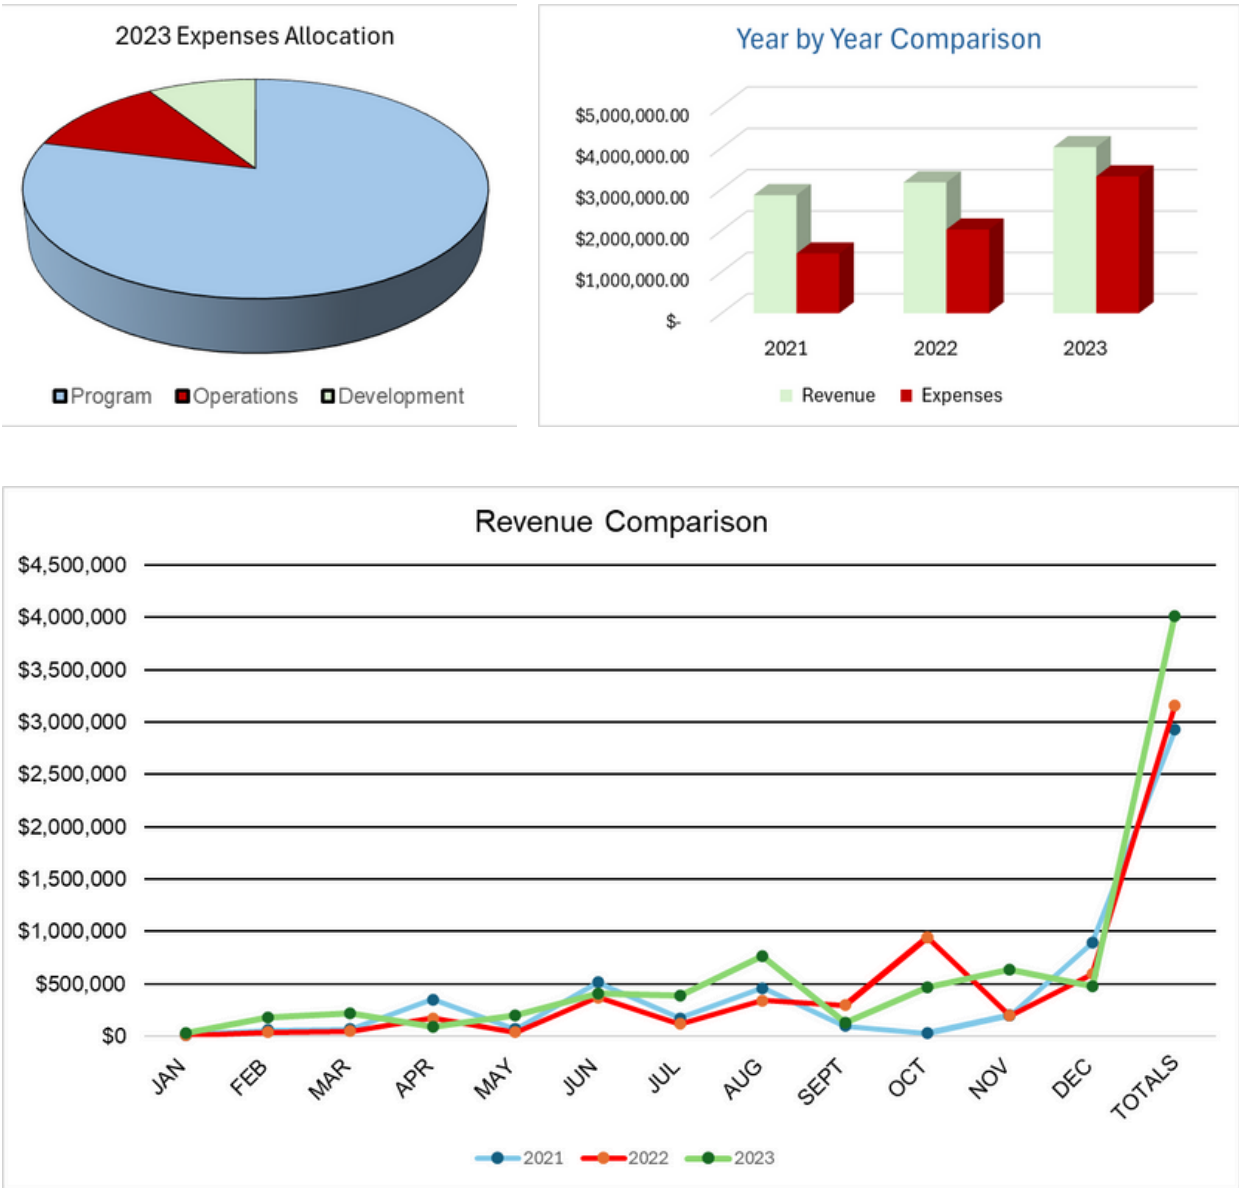 2023 Expenses Allocation
Program Operations Development
Year by Year Comparison
$5,000,000.00
$4,000,000.00
$3,000,000.00
$2,000,000.00
$1,000,000.00
$-
2021 2022 2023
Revenue Expenses
Revenue Comparison
$4,500,000
$4,000,000
$3,500,000
$3,000,000
$2,500,000
$2,000,000
$1,500,000
$1,000,000
$500,000
$0
JAN FEB MAR APR MAY JUN JUL AUG SEPT OCT NOV DEC TOTALS
2021 2022 2023